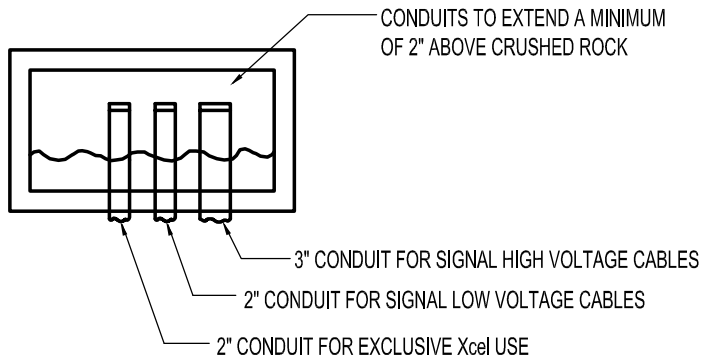 CONDUITS TO EXTEND A MINIMUM
OF 2" ABOVE CRUSHED ROCK
3" CONDUIT FOR SIGNAL HIGH VOLTAGE CABLES
2" CONDUIT FOR SIGNAL LOW VOLTAGE CABLES
2" CONDUIT FOR EXCLUSIVE Xcel USE